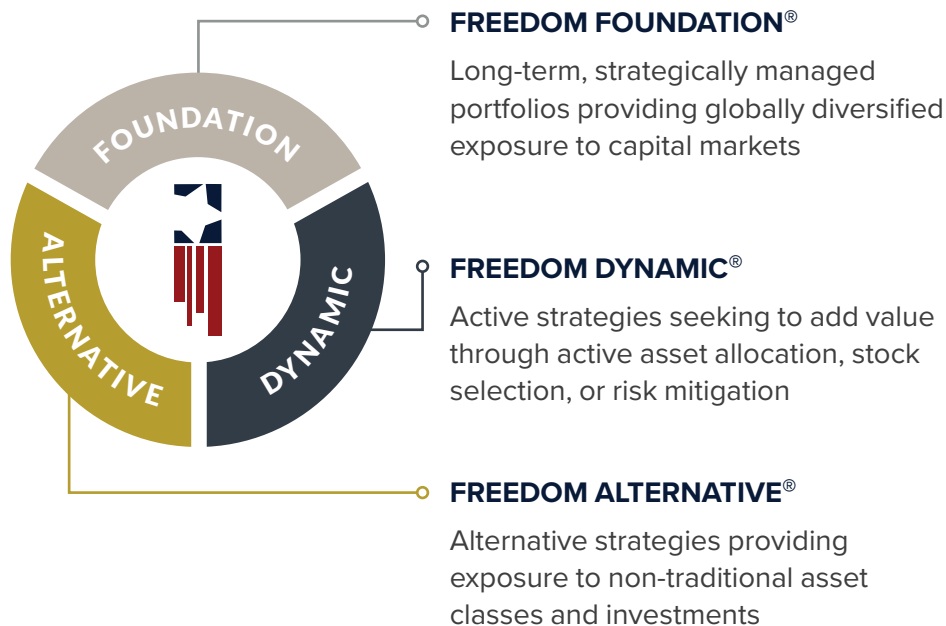 FREEDOM FOUNDATION®
Long-term, strategically managed
portfolios providing globally diversified
exposure to capital markets
FOUNDATION
ALTERNATIVE
DYNAMIC
FREEDOM DYNAMIC®
Active strategies seeking to add value
through active asset allocation, stock
selection, or risk mitigation
FREEDOM ALTERNATIVE®
Alternative strategies providing
exposure to non-traditional asset
classes and investments